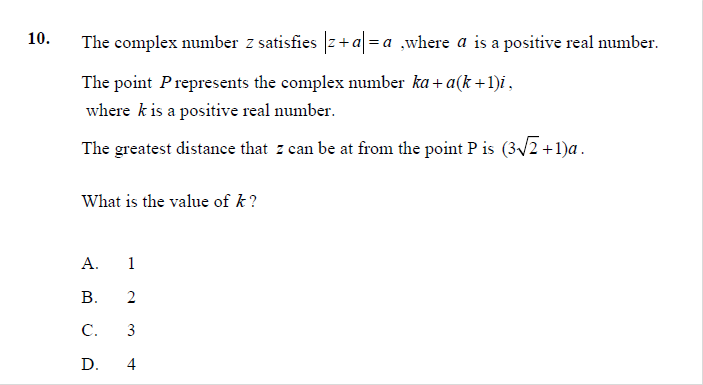 10. The complex number z satisfies |z + a| = a ,where a is a positive real number.
The point P represents the complex number ka + a(k + 1)i ,
where k is a positive real number.
The greatest distance that z can be at from the point P is (3√2 + 1)a .
What is the value of k ?
A. 1
B. 2
C. 3
D. 4